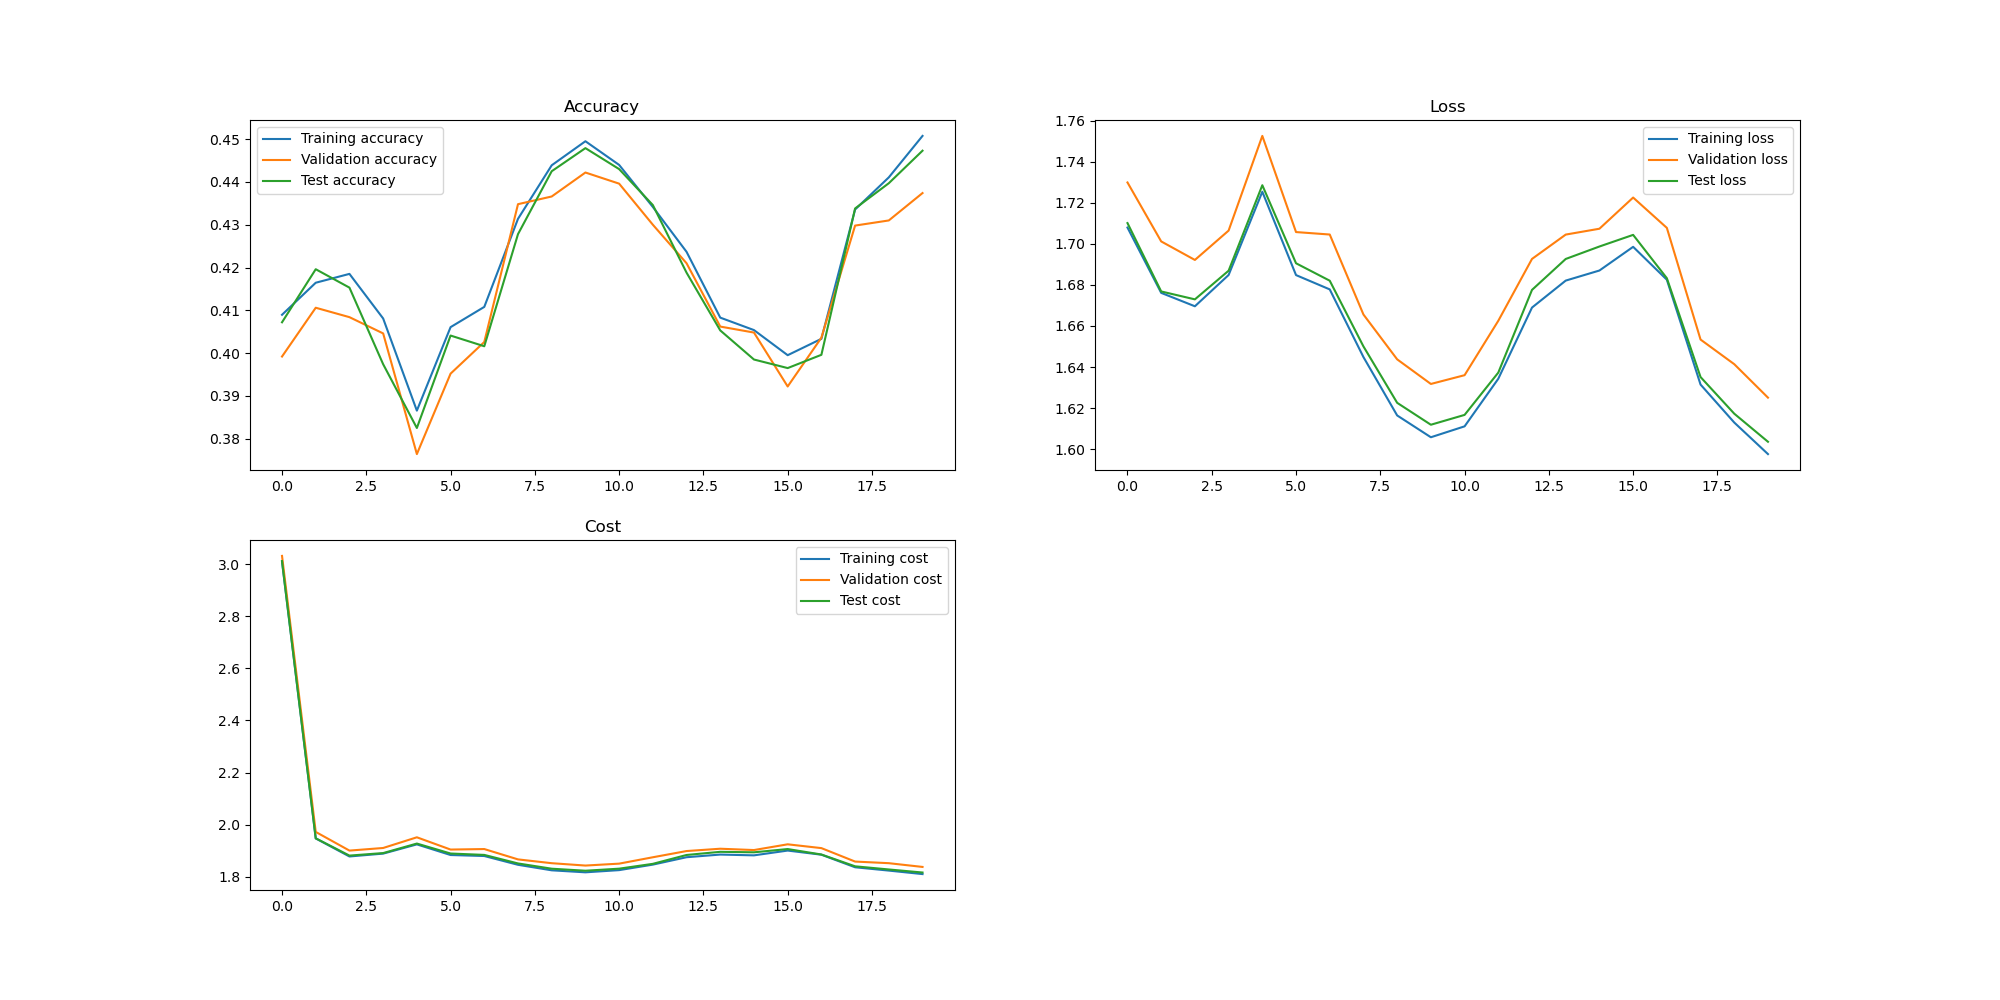 Accuracy
0.45
0.44
0.43
0.42
0.41
0.40
0.39
0.38
Training accuracy
Validation accuracy
Test accuracy
0.0 2.5 5.0 7.5 10.0 12.5 15.0 17.5
Loss
1.76
1.74
1.72
1.70
1.68
1.66
1.64
1.62
1.60
Training loss
Validation loss
Test loss
0.0 2.5 5.0 7.5 10.0 12.5 15.0 17.5
Cost
3.0
2.8
2.6
2.4
2.2
2.0
1.8
Training cost
Validation cost
Test cost
0.0 2.5 5.0 7.5 10.0 12.5 15.0 17.5